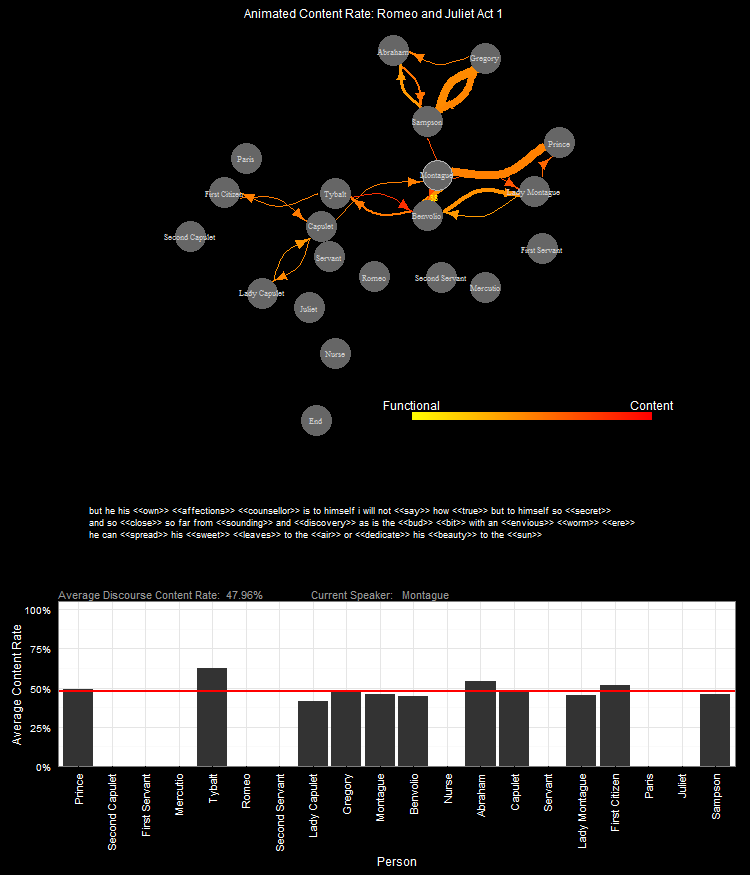 Animated Content Rate: Romeo and Juliet Act 1
Abraham
Gregory
Sampson
Prince
Paris
Montague
First Citizen
Tybalt
Lady Montague
Capulet
Benvolio
Second Capulet
Servant
First Servant
Romeo
Second Servant
Mercutio
Lady Capulet
Juliet
Nurse
Functional
Content
End
but he his <<own>> <<affections>> <<counsellor>> is to himself i will not <<say>> how <<true>> but to himself so <<secret>>
and so <<close>> so far from <<sounding>> and <<discovery>> as is the <<bud>> <<bit>> with an <<envious>> <<worm>> <<ere>>
he can <<spread>> his <<sweet>> <<leaves>> to the <<air>> or <<dedicate>> his <<beauty>> to the <<sun>>
Average Discourse Content Rate: 47.96% Current Speaker: Montague
Average Content Rate
100%
75%
50%
25%
0%
Prince
Second Capulet
First Servant
Mercutio
Tybalt
Romeo
Second Servant
Lady Capulet
Gregory
Montague
Benvolio
Nurse
Abraham
Capulet
Servant
Lady Montague
First Citizen
Paris
Juliet
Sampson
Person